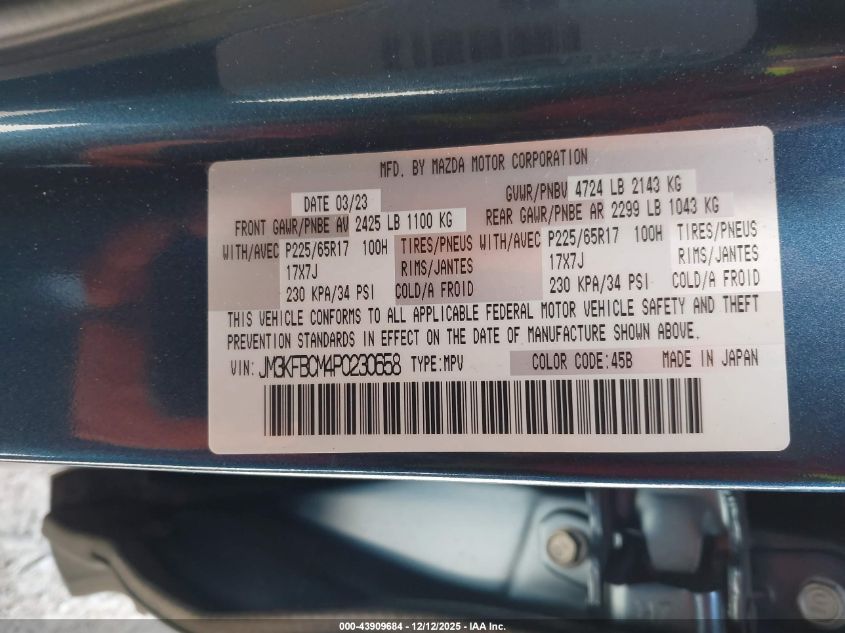 MFD. BY MAZDA MOTOR CORPORATION
DATE 03/23 GVWR/PNBV 4724 LB 2143 KG
FRONT GAWR/PNBE AV 2425 LB 1100 KG REAR GAWR/PNBE AR 2299 LB 1043 KG
WITH/AVEC P225/65R17 100H TIRES/PNEUS WITH/AVEC P225/65R17 100H TIRES/PNEUS
17X7J RIMS/JANTES 17X7J RIMS/JANTES
230 KPA/34 PSI COLD/A FROID 230 KPA/34 PSI COLD/A FROID
THIS VEHICLE CONFORMS TO ALL APPLICABLE FEDERAL MOTOR VEHICLE SAFETY AND THEFT
PREVENTION STANDARDS IN EFFECT ON THE DATE OF MANUFACTURE SHOWN ABOVE.
VIN: JM3KFBCM4P0230658 TYPE:MPV COLOR CODE:45B MADE IN JAPAN
000-43909684 - 12/12/2025 - IAA Inc.